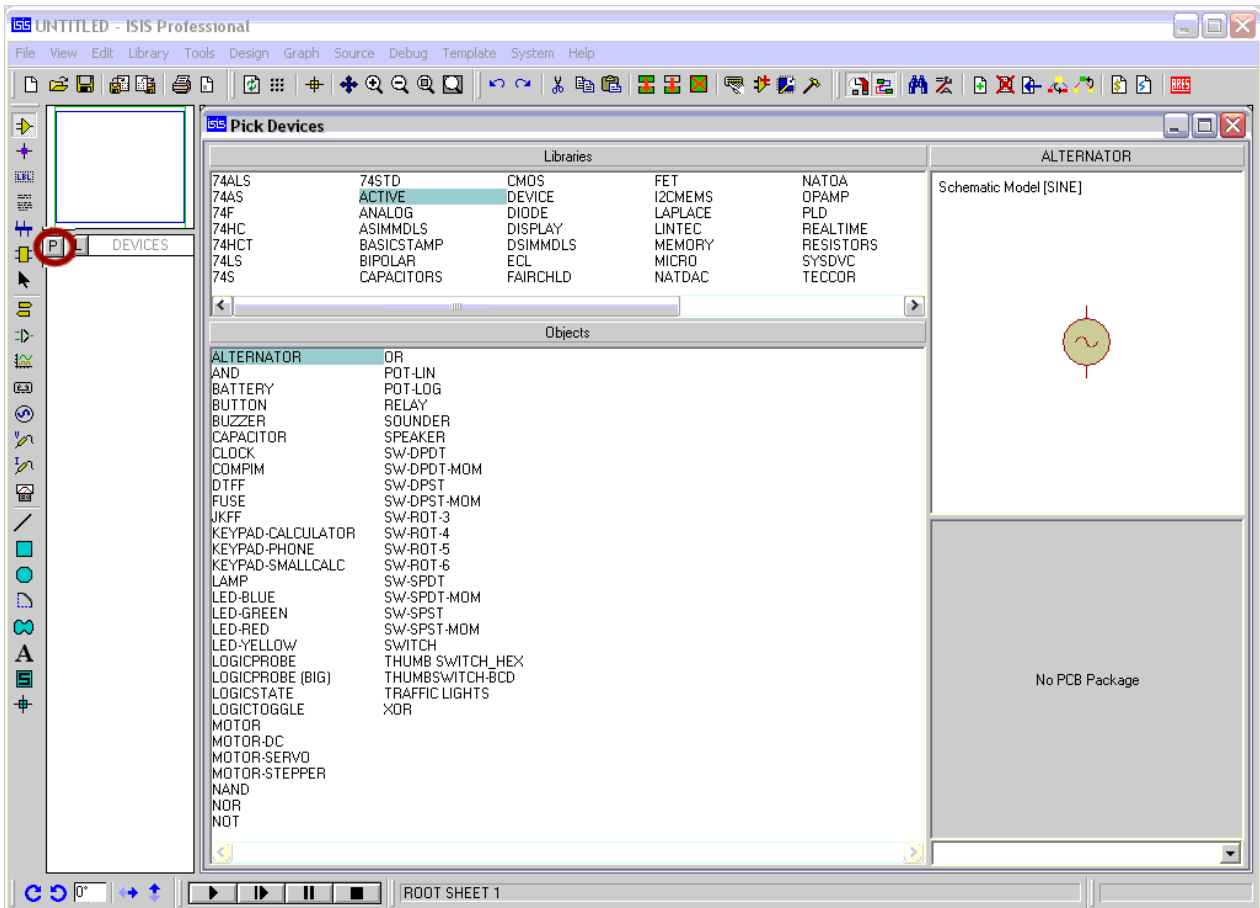 ISIS UNTITLED - ISIS Professional
File View Edit Library Tools Design Graph Source Debug Template System Help
ARES
LBL
ISIS Pick Devices
P L DEVICES
Libraries
74ALS 74STD CMOS FET NATOA
74AS ACTIVE DEVICE I2CMEMS OPAMP
74F ANALOG DIODE LAPLACE PLD
74HC ASIMMDLS DISPLAY LINTEC REALTIME
74HCT BASICSTAMP DSIMMDLS MEMORY RESISTORS
74LS BIPOLAR ECL MICRO SYSDVC
74S CAPACITORS FAIRCHLD NATDAC TECCOR
Objects
ALTERNATOR OR
AND POT-LIN
BATTERY POT-LOG
BUTTON RELAY
BUZZER SOUNDER
CAPACITOR SPEAKER
CLOCK SW-DPDT
COMPIM SW-DPDT-MOM
DTFF SW-DPST
FUSE SW-DPST-MOM
JKFF SW-ROT-3
KEYPAD-CALCULATOR SW-ROT-4
KEYPAD-PHONE SW-ROT-5
KEYPAD-SMALLCALC SW-ROT-6
LAMP SW-SPDT
LED-BLUE SW-SPDT-MOM
LED-GREEN SW-SPST
LED-RED SW-SPST-MOM
LED-YELLOW SWITCH
LOGICPROBE THUMB SWITCH_HEX
LOGICPROBE (BIG) THUMBSWITCH-BCD
LOGICSTATE TRAFFIC LIGHTS
LOGICTOGGLE XOR
MOTOR
MOTOR-DC
MOTOR-SERVO
MOTOR-STEPPER
NAND
NOR
NOT
ALTERNATOR
Schematic Model [SINE]
No PCB Package
A
S
0°
ROOT SHEET 1